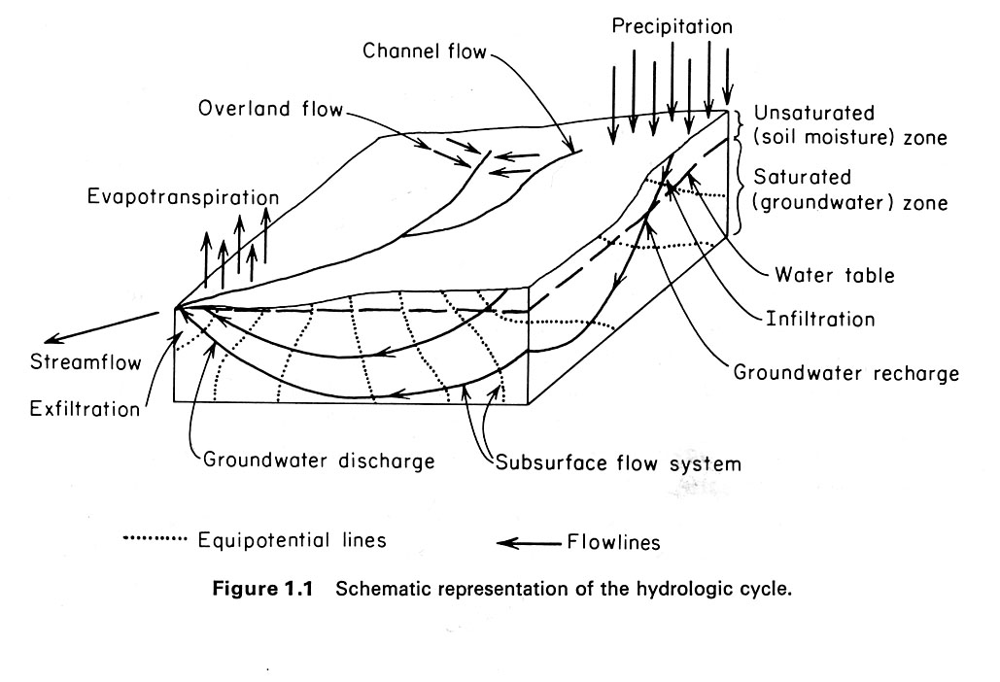 Precipitation
Channel flow
Overland flow
Unsaturated
(soil moisture) zone
Saturated
(groundwater) zone
Evapotranspiration
Water table
Infiltration
Streamflow
Groundwater recharge
Exfiltration
Groundwater discharge
Subsurface flow system
Equipotential lines
Flowlines
Figure 1.1 Schematic representation of the hydrologic cycle.